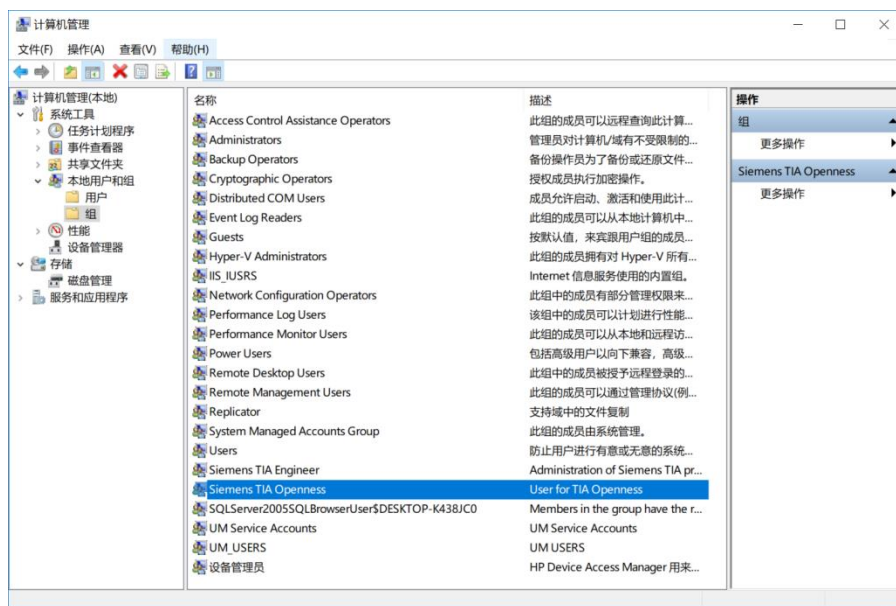 计算机管理
文件(F) 操作(A) 查看(V) 帮助(H)
计算机管理(本地)
系统工具
任务计划程序
事件查看器
共享文件夹
本地用户和组
用户
组
性能
设备管理器
存储
磁盘管理
服务和应用程序
名称 描述
Access Control Assistance Operators 此组的成员可以远程查询此计算...
Administrators 管理员对计算机/域有不受限制的...
Backup Operators 备份操作员为了备份或还原文件...
Cryptographic Operators 授权成员执行加密操作。
Distributed COM Users 成员允许启动、激活和使用此计...
Event Log Readers 此组的成员可以从本地计算机中...
Guests 按默认值，来宾跟用户组的成员...
Hyper-V Administrators 此组的成员拥有对 Hyper-V 所有...
IIS_IUSRS Internet 信息服务使用的内置组。
Network Configuration Operators 此组中的成员有部分管理权限来...
Performance Log Users 该组中的成员可以计划进行性能...
Performance Monitor Users 此组的成员可以从本地和远程访...
Power Users 包括高级用户以向下兼容，高级...
Remote Desktop Users 此组中的成员被授予远程登录的...
Remote Management Users 此组的成员可以通过管理协议(例...
Replicator 支持域中的文件复制
System Managed Accounts Group 此组的成员由系统管理。
Users 防止用户进行有意或无意的系统...
Siemens TIA Engineer Administration of Siemens TIA pr...
Siemens TIA Openness User for TIA Openness
SQLServer2005SQLBrowserUser$DESKTOP-K438JC0 Members in the group have the r...
UM Service Accounts UM Service Accounts
UM_USERS UM USERS
设备管理员 HP Device Access Manager 用来...
操作
组
更多操作
Siemens TIA Openness
更多操作